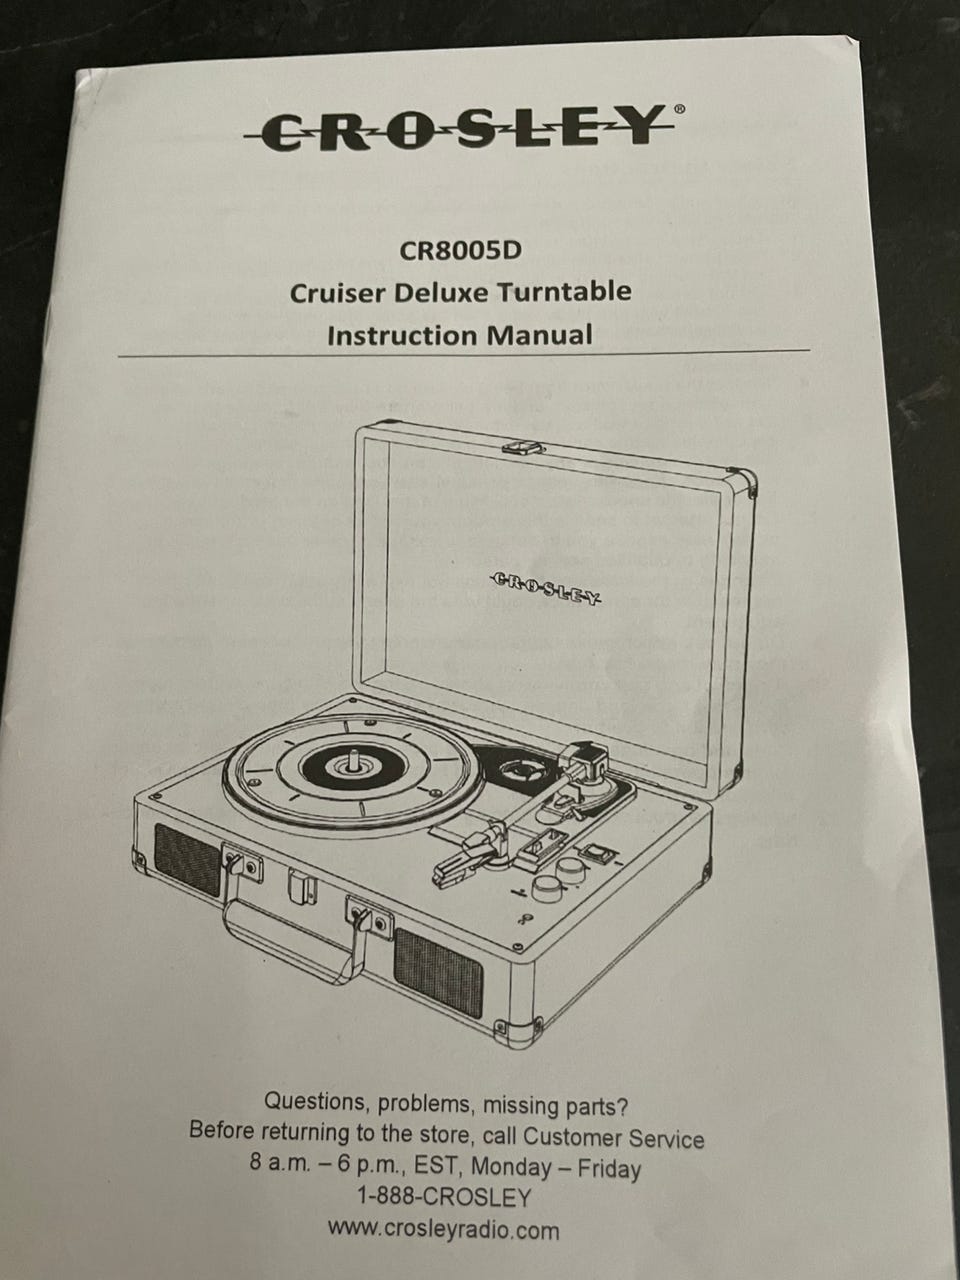 CROSLEY®
CR8005D
Cruiser Deluxe Turntable
Instruction Manual
CROSLEY
Questions, problems, missing parts?
Before returning to the store, call Customer Service
8 a.m. – 6 p.m., EST, Monday – Friday
1-888-CROSLEY
www.crosleyradio.com